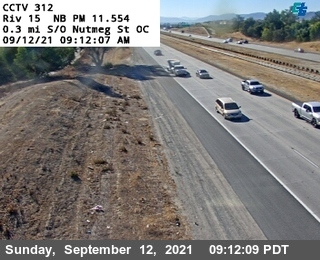 CCTV 312
Riv 15 NB PM 11.554
0.3 mi S/O Nutmeg St OC
09/12/21 09:12:07 AM
Sunday, September 12, 2021 09:12:09 PDT